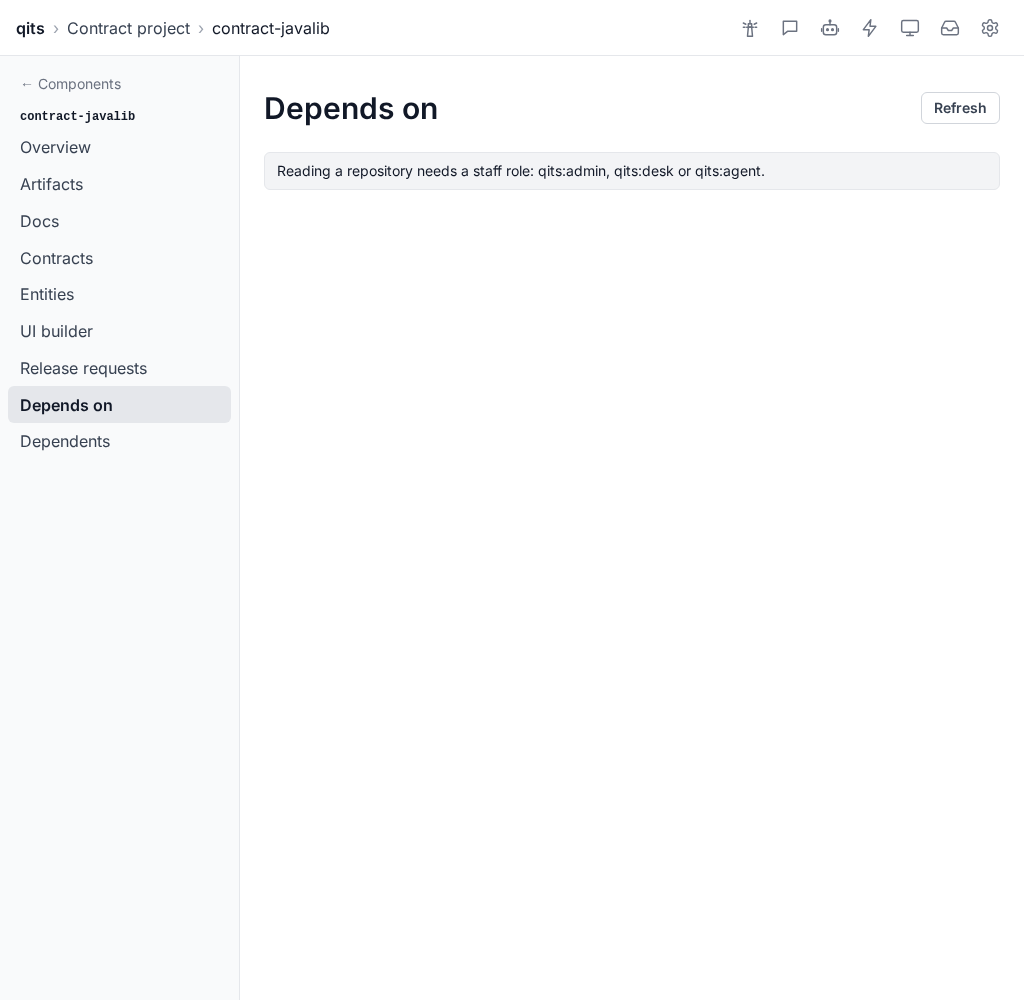 qits › Contract project › contract-javalib
← Components
contract-javalib
Overview
Artifacts
Docs
Contracts
Entities
UI builder
Release requests
Depends on
Dependents
Depends on
Refresh
Reading a repository needs a staff role: qits:admin, qits:desk or qits:agent.